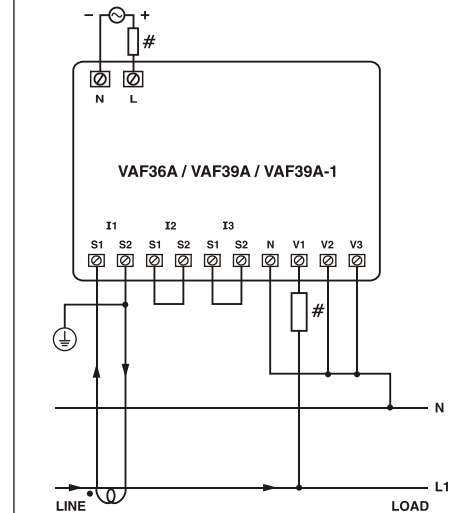 − +
#
N L
VAF36A / VAF39A / VAF39A-1
I1 I2 I3
S1 S2 S1 S2 S1 S2 N V1 V2 V3
#
N
L1
LINE LOAD